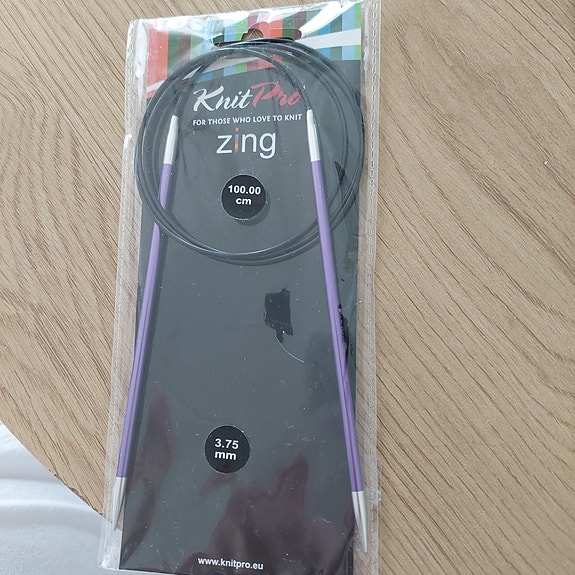 KnitPro
FOR THOSE WHO LOVE TO KNIT
zing
100.00
cm
3.75
mm
www.knitpro.eu